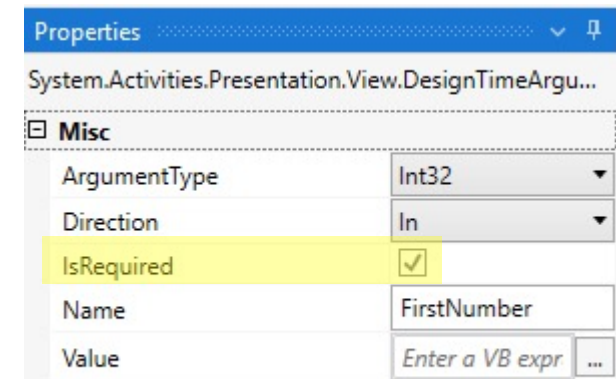 Properties
System.Activities.Presentation.View.DesignTimeArgu...
Misc
ArgumentType Int32
Direction In
IsRequired
Name FirstNumber
Value Enter a VB expr. ...